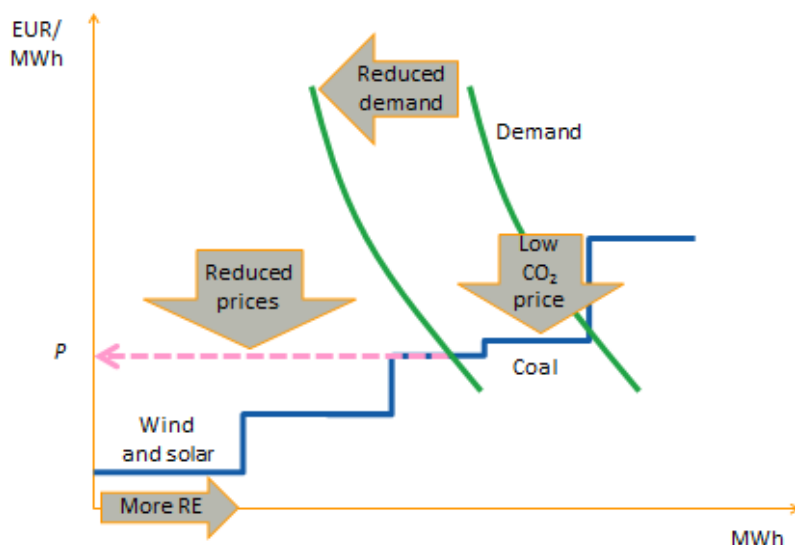 EUR/
MWh
Reduced
demand
Demand
Low
CO₂
price
Reduced
prices
P
Coal
Wind
and solar
More RE
MWh